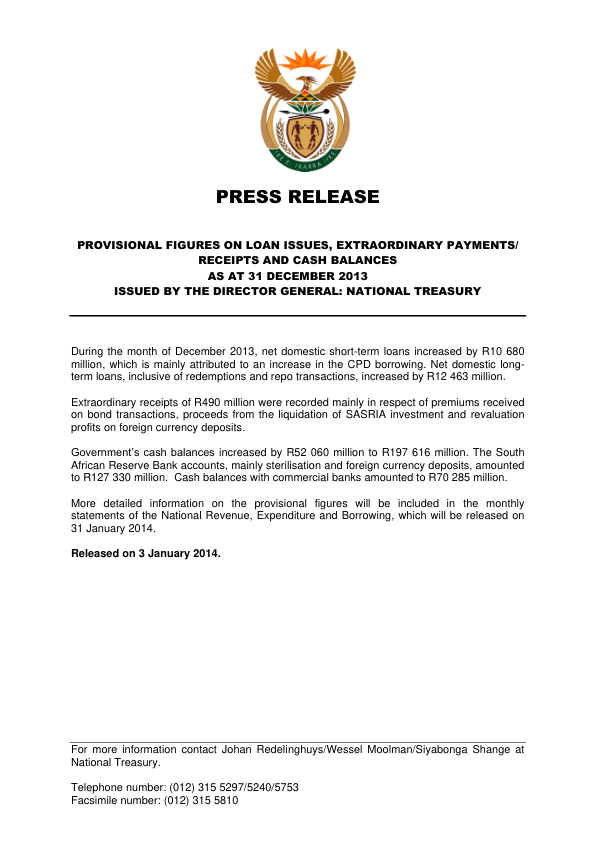 !KE E: /XARRA //KE
PRESS RELEASE
PROVISIONAL FIGURES ON LOAN ISSUES, EXTRAORDINARY PAYMENTS/
RECEIPTS AND CASH BALANCES
AS AT 31 DECEMBER 2013
ISSUED BY THE DIRECTOR GENERAL: NATIONAL TREASURY
During the month of December 2013, net domestic short-term loans increased by R10 680
million, which is mainly attributed to an increase in the CPD borrowing. Net domestic long-
term loans, inclusive of redemptions and repo transactions, increased by R12 463 million.
Extraordinary receipts of R490 million were recorded mainly in respect of premiums received
on bond transactions, proceeds from the liquidation of SASRIA investment and revaluation
profits on foreign currency deposits.
Government's cash balances increased by R52 060 million to R197 616 million. The South
African Reserve Bank accounts, mainly sterilisation and foreign currency deposits, amounted
to R127 330 million.  Cash balances with commercial banks amounted to R70 285 million.
More detailed information on the provisional figures will be included in the monthly
statements of the National Revenue, Expenditure and Borrowing, which will be released on
31 January 2014.
Released on 3 January 2014.
For more information contact Johan Redelinghuys/Wessel Moolman/Siyabonga Shange at
National Treasury.
Telephone number: (012) 315 5297/5240/5753
Facsimile number: (012) 315 5810